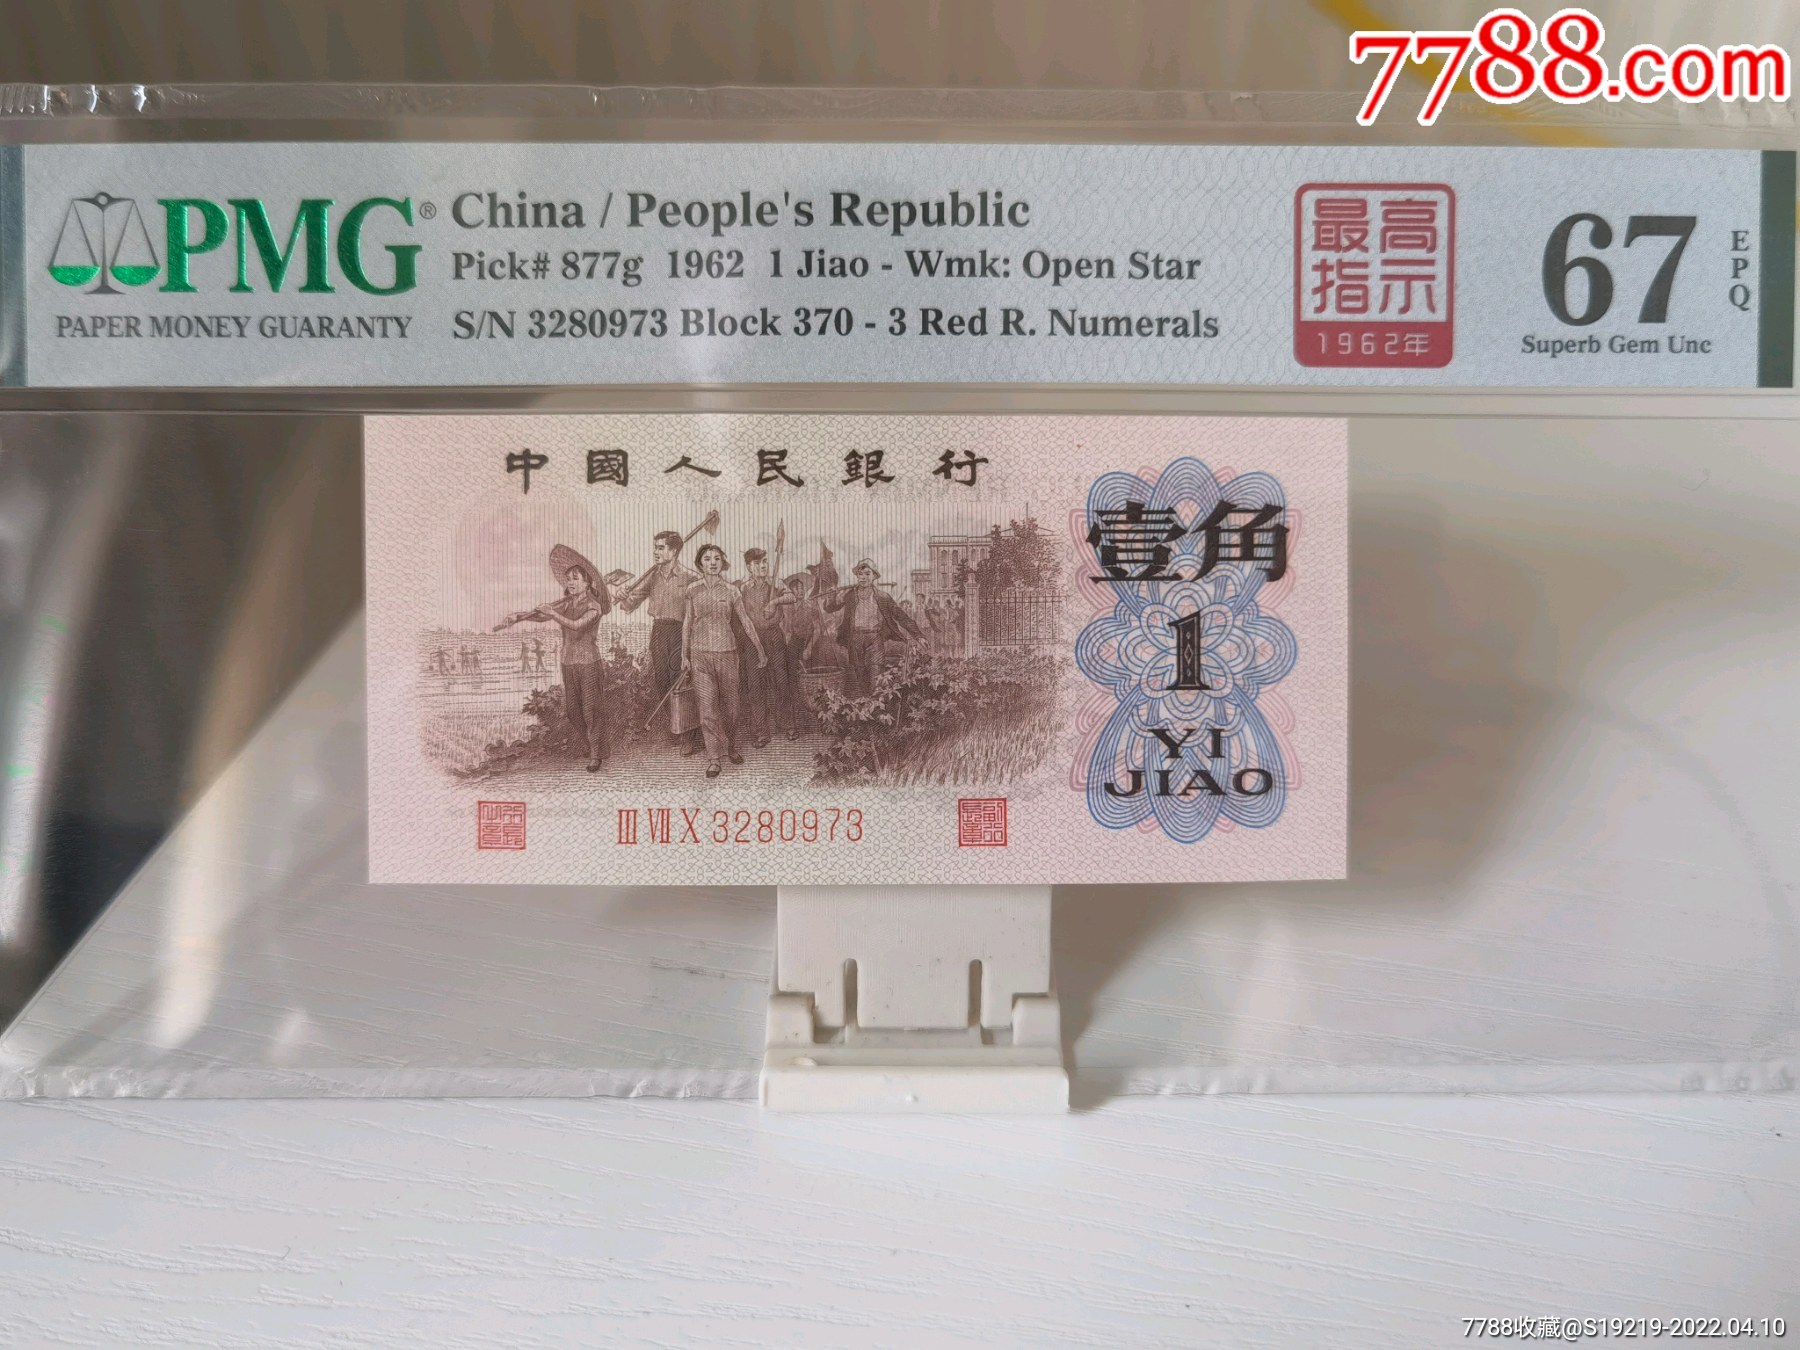 7788.com
PMG® China / People's Republic
Pick# 877g 1962 1 Jiao - Wmk: Open Star
PAPER MONEY GUARANTY S/N 3280973 Block 370 - 3 Red R. Numerals
最高
指示
1962年
67 EPQ
Superb Gem Unc
中國人民銀行
壹角
1
YI
JIAO
III VII X 3280973
7788收藏@S19219-2022.04.10